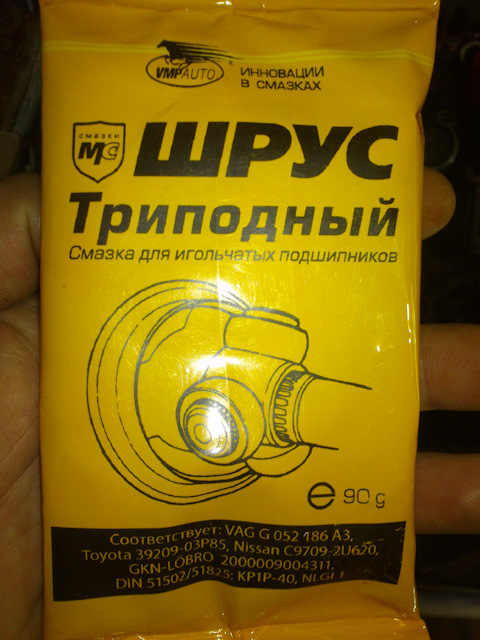 VMPAUTO
®
ИННОВАЦИИ
В СМАЗКАХ
смазки
МС
ШРУС
Триподный
Смазка для игольчатых подшипников
℮ 90 g
Соответствует: VAG G 052 186 A3,
Toyota 39209-03P85, Nissan C9709-2U620,
GKN-LÖBRO 2000009004311,
DIN 51502/51825: KP1P-40, NLGI 1